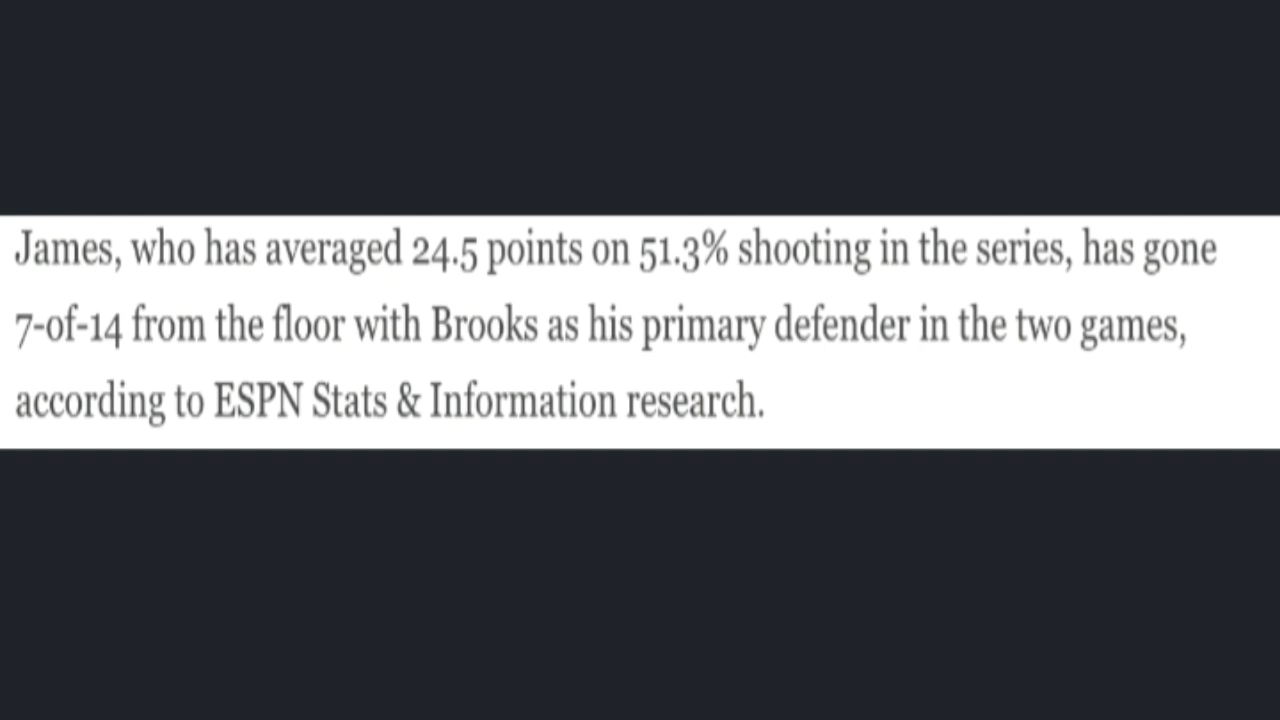 James, who has averaged 24.5 points on 51.3% shooting in the series, has gone
7-of-14 from the floor with Brooks as his primary defender in the two games,
according to ESPN Stats & Information research.